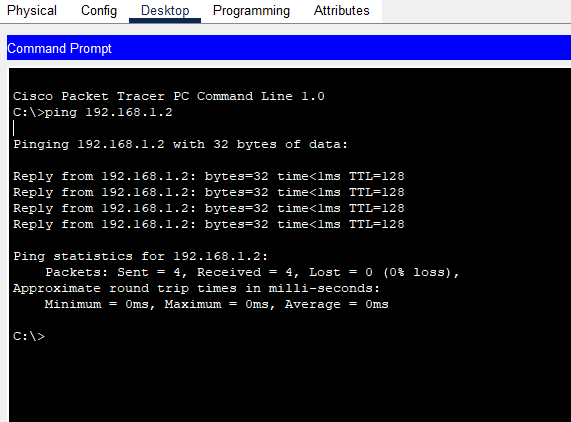 Physical Config Desktop Programming Attributes
Command Prompt
Cisco Packet Tracer PC Command Line 1.0
C:\>ping 192.168.1.2
Pinging 192.168.1.2 with 32 bytes of data:
Reply from 192.168.1.2: bytes=32 time<1ms TTL=128
Reply from 192.168.1.2: bytes=32 time<1ms TTL=128
Reply from 192.168.1.2: bytes=32 time<1ms TTL=128
Reply from 192.168.1.2: bytes=32 time<1ms TTL=128
Ping statistics for 192.168.1.2:
Packets: Sent = 4, Received = 4, Lost = 0 (0% loss),
Approximate round trip times in milli-seconds:
Minimum = 0ms, Maximum = 0ms, Average = 0ms
C:\>